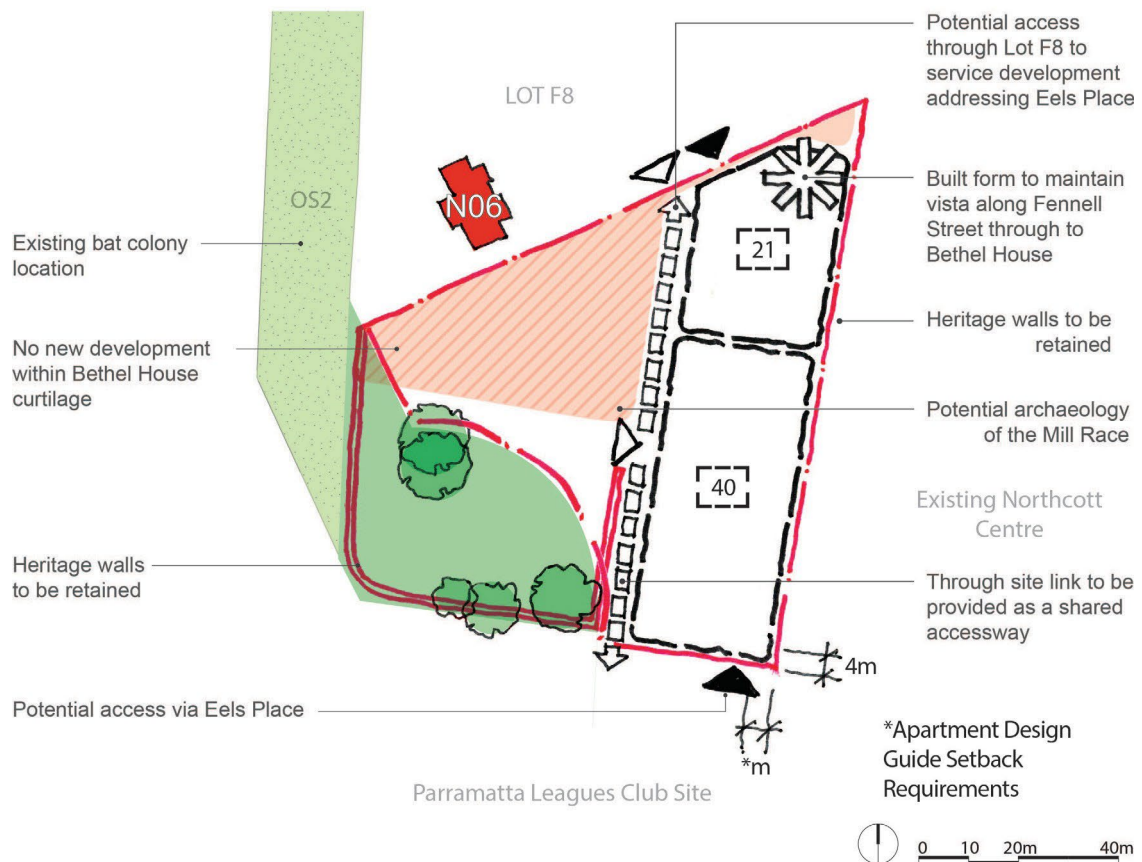 Potential access
through Lot F8 to
service development
addressing Eels Place
LOT F8
Built form to maintain
vista along Fennell
Street through to
Bethel House
OS2
N06
Existing bat colony
location
21
Heritage walls to be
retained
No new development
within Bethel House
curtilage
Potential archaeology
of the Mill Race
40
Existing Northcott
Centre
Heritage walls
to be retained
Through site link to be
provided as a shared
accessway
4m
Potential access via Eels Place
*m
*Apartment Design
Guide Setback
Requirements
Parramatta Leagues Club Site
0 10 20m 40m